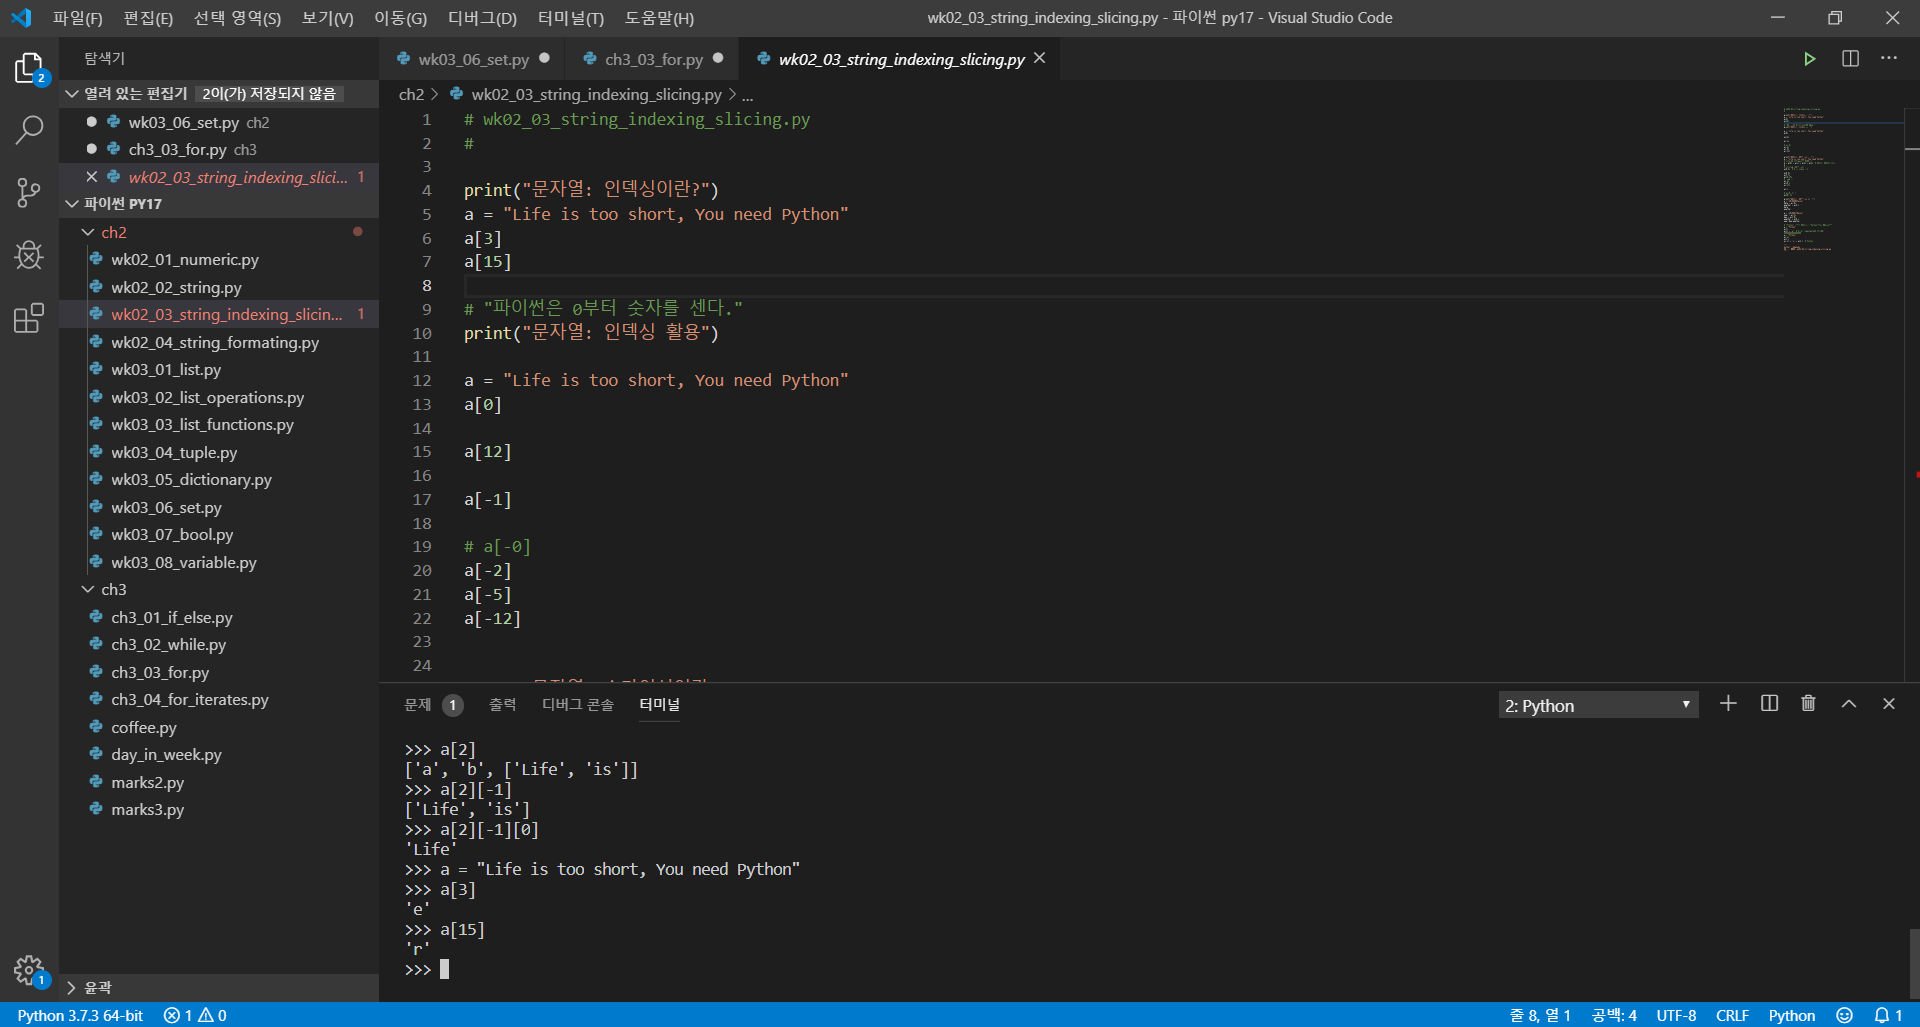 파일(F) 편집(E) 선택 영역(S) 보기(V) 이동(G) 디버그(D) 터미널(T) 도움말(H) wk02_03_string_indexing_slicing.py - 파이썬 py17 - Visual Studio Code
탐색기
열려 있는 편집기 2이(가) 저장되지 않음
wk03_06_set.py ch2
ch3_03_for.py ch3
wk02_03_string_indexing_slici... 1
파이썬 PY17
ch2
wk02_01_numeric.py
wk02_02_string.py
wk02_03_string_indexing_slicin... 1
wk02_04_string_formating.py
wk03_01_list.py
wk03_02_list_operations.py
wk03_03_list_functions.py
wk03_04_tuple.py
wk03_05_dictionary.py
wk03_06_set.py
wk03_07_bool.py
wk03_08_variable.py
ch3
ch3_01_if_else.py
ch3_02_while.py
ch3_03_for.py
ch3_04_for_iterates.py
coffee.py
day_in_week.py
marks2.py
marks3.py
윤곽
2
1
wk03_06_set.py ch3_03_for.py wk02_03_string_indexing_slicing.py
ch2 > wk02_03_string_indexing_slicing.py > ...
1 # wk02_03_string_indexing_slicing.py
2 #
3
4 print("문자열: 인덱싱이란?")
5 a = "Life is too short, You need Python"
6 a[3]
7 a[15]
8
9 # "파이썬은 0부터 숫자를 센다."
10 print("문자열: 인덱싱 활용")
11
12 a = "Life is too short, You need Python"
13 a[0]
14
15 a[12]
16
17 a[-1]
18
19 # a[-0]
20 a[-2]
21 a[-5]
22 a[-12]
23
24
문제 1 출력 디버그 콘솔 터미널 2: Python
>>> a[2]
['a', 'b', ['Life', 'is']]
>>> a[2][-1]
['Life', 'is']
>>> a[2][-1][0]
'Life'
>>> a = "Life is too short, You need Python"
>>> a[3]
'e'
>>> a[15]
'r'
>>>
Python 3.7.3 64-bit 1 0 줄 8, 열 1 공백: 4 UTF-8 CRLF Python 1